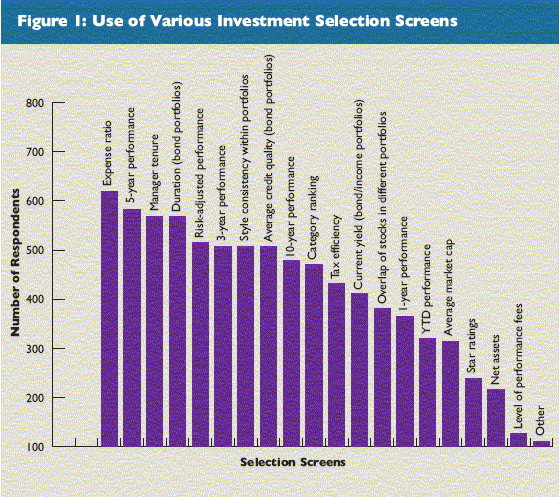 Figure 1: Use of Various Investment Selection Screens
Number of Respondents
800
700
600
500
400
300
200
100
Expense ratio
5-year performance
Manager tenure
Duration (bond portfolios)
Risk-adjusted performance
3-year performance
Style consistency within portfolios
Average credit quality (bond portfolios)
10-year performance
Category ranking
Tax efficiency
Current yield (bond/income portfolios)
Overlap of stocks in different portfolios
1-year performance
YTD performance
Average market cap
Star ratings
Net assets
Level of performance fees
Other
Selection Screens